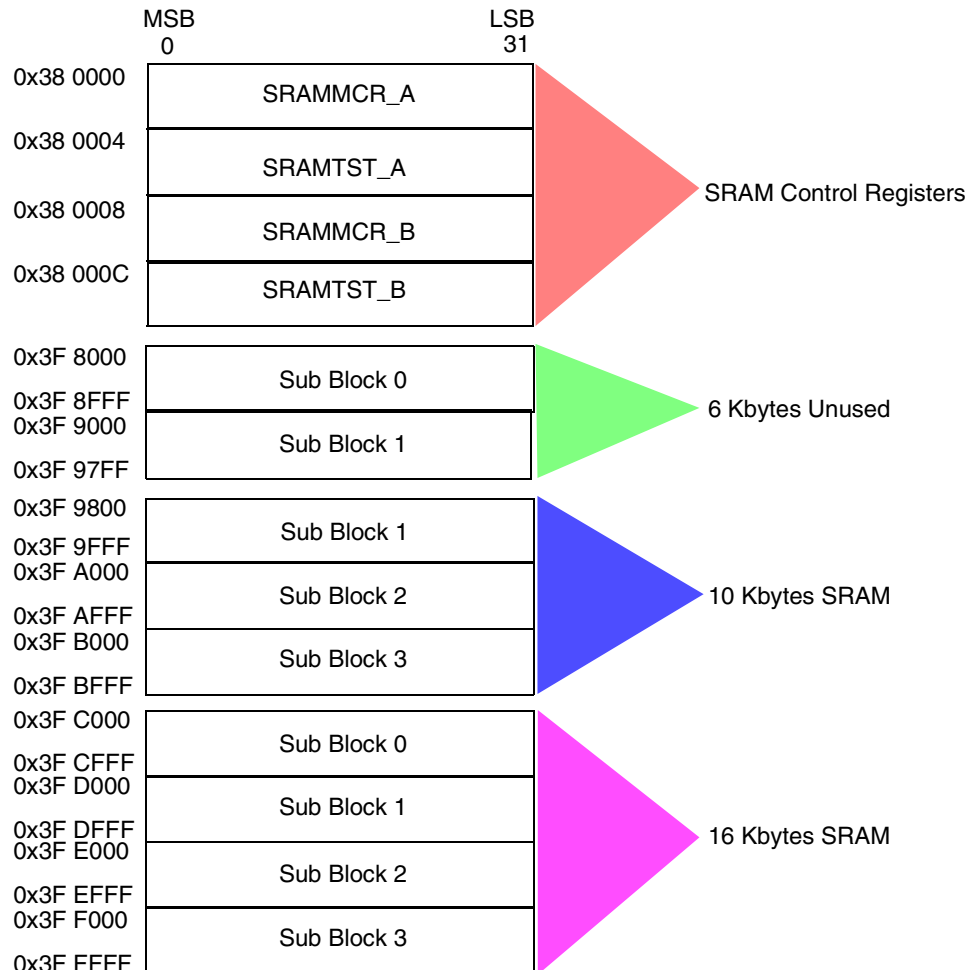 MSB LSB
0 31
0x38 0000
SRAMMCR_A
0x38 0004
SRAMTST_A
0x38 0008
SRAMMCR_B
0x38 000C
SRAMTST_B
SRAM Control Registers
0x3F 8000
Sub Block 0
0x3F 8FFF
0x3F 9000
Sub Block 1
0x3F 97FF
6 Kbytes Unused
0x3F 9800
Sub Block 1
0x3F 9FFF
0x3F A000
Sub Block 2
0x3F AFFF
0x3F B000
Sub Block 3
0x3F BFFF
10 Kbytes SRAM
0x3F C000
Sub Block 0
0x3F CFFF
0x3F D000
Sub Block 1
0x3F DFFF
0x3F E000
Sub Block 2
0x3F EFFF
0x3F F000
Sub Block 3
0x3F FFFF
16 Kbytes SRAM